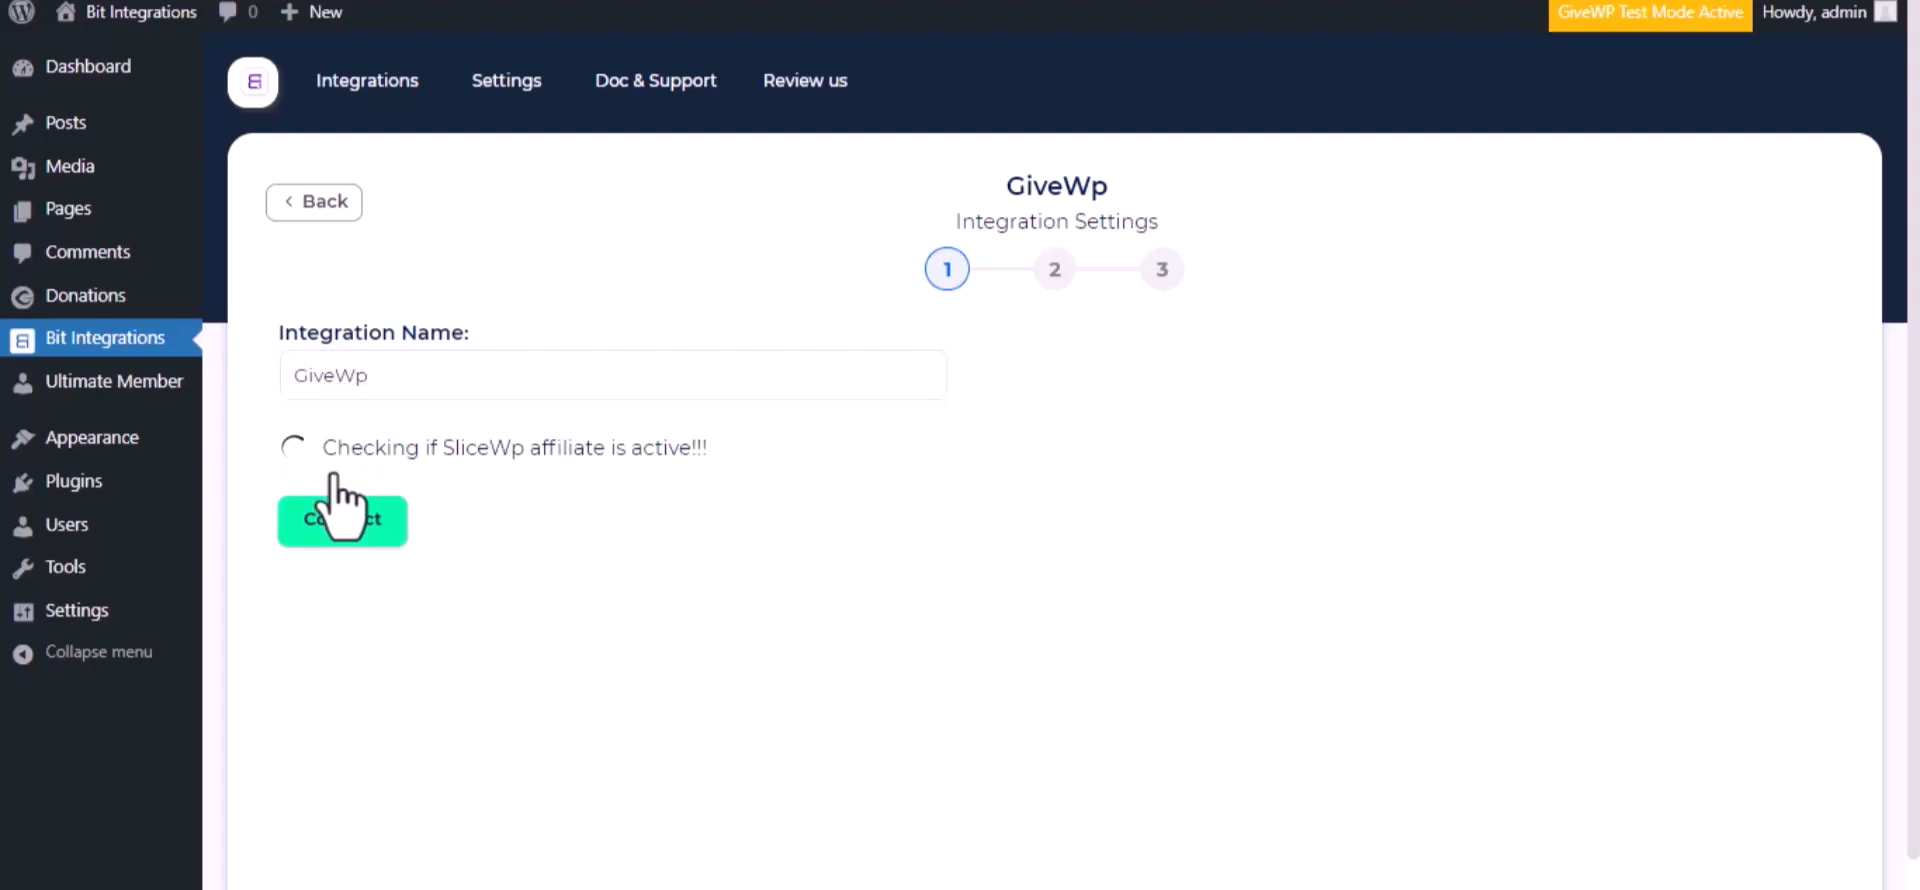 Bit Integrations 0 New GiveWP Test Mode Active Howdy, admin
Dashboard
Posts
Media
Pages
Comments
Donations
Bit Integrations
Ultimate Member
Appearance
Plugins
Users
Tools
Settings
Collapse menu
Integrations Settings Doc & Support Review us
Back
GiveWp
Integration Settings
1 2 3
Integration Name:
GiveWp
Checking if SliceWp affiliate is active!!!